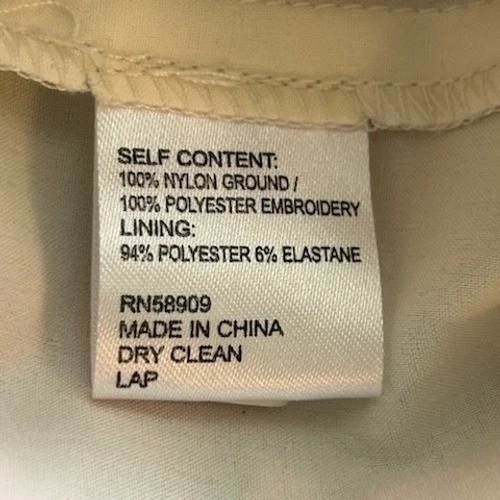 SELF CONTENT:
100% NYLON GROUND /
100% POLYESTER EMBROIDERY
LINING:
94% POLYESTER 6% ELASTANE
RN58909
MADE IN CHINA
DRY CLEAN
LAP